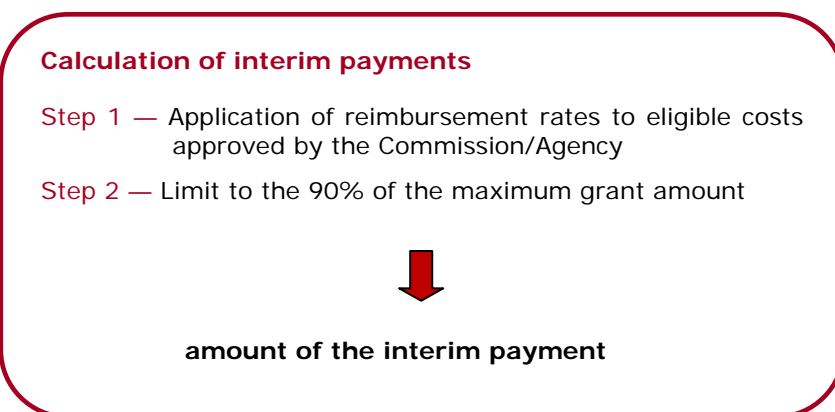 Calculation of interim payments
Step 1 — Application of reimbursement rates to eligible costs
approved by the Commission/Agency
Step 2 — Limit to the 90% of the maximum grant amount
amount of the interim payment